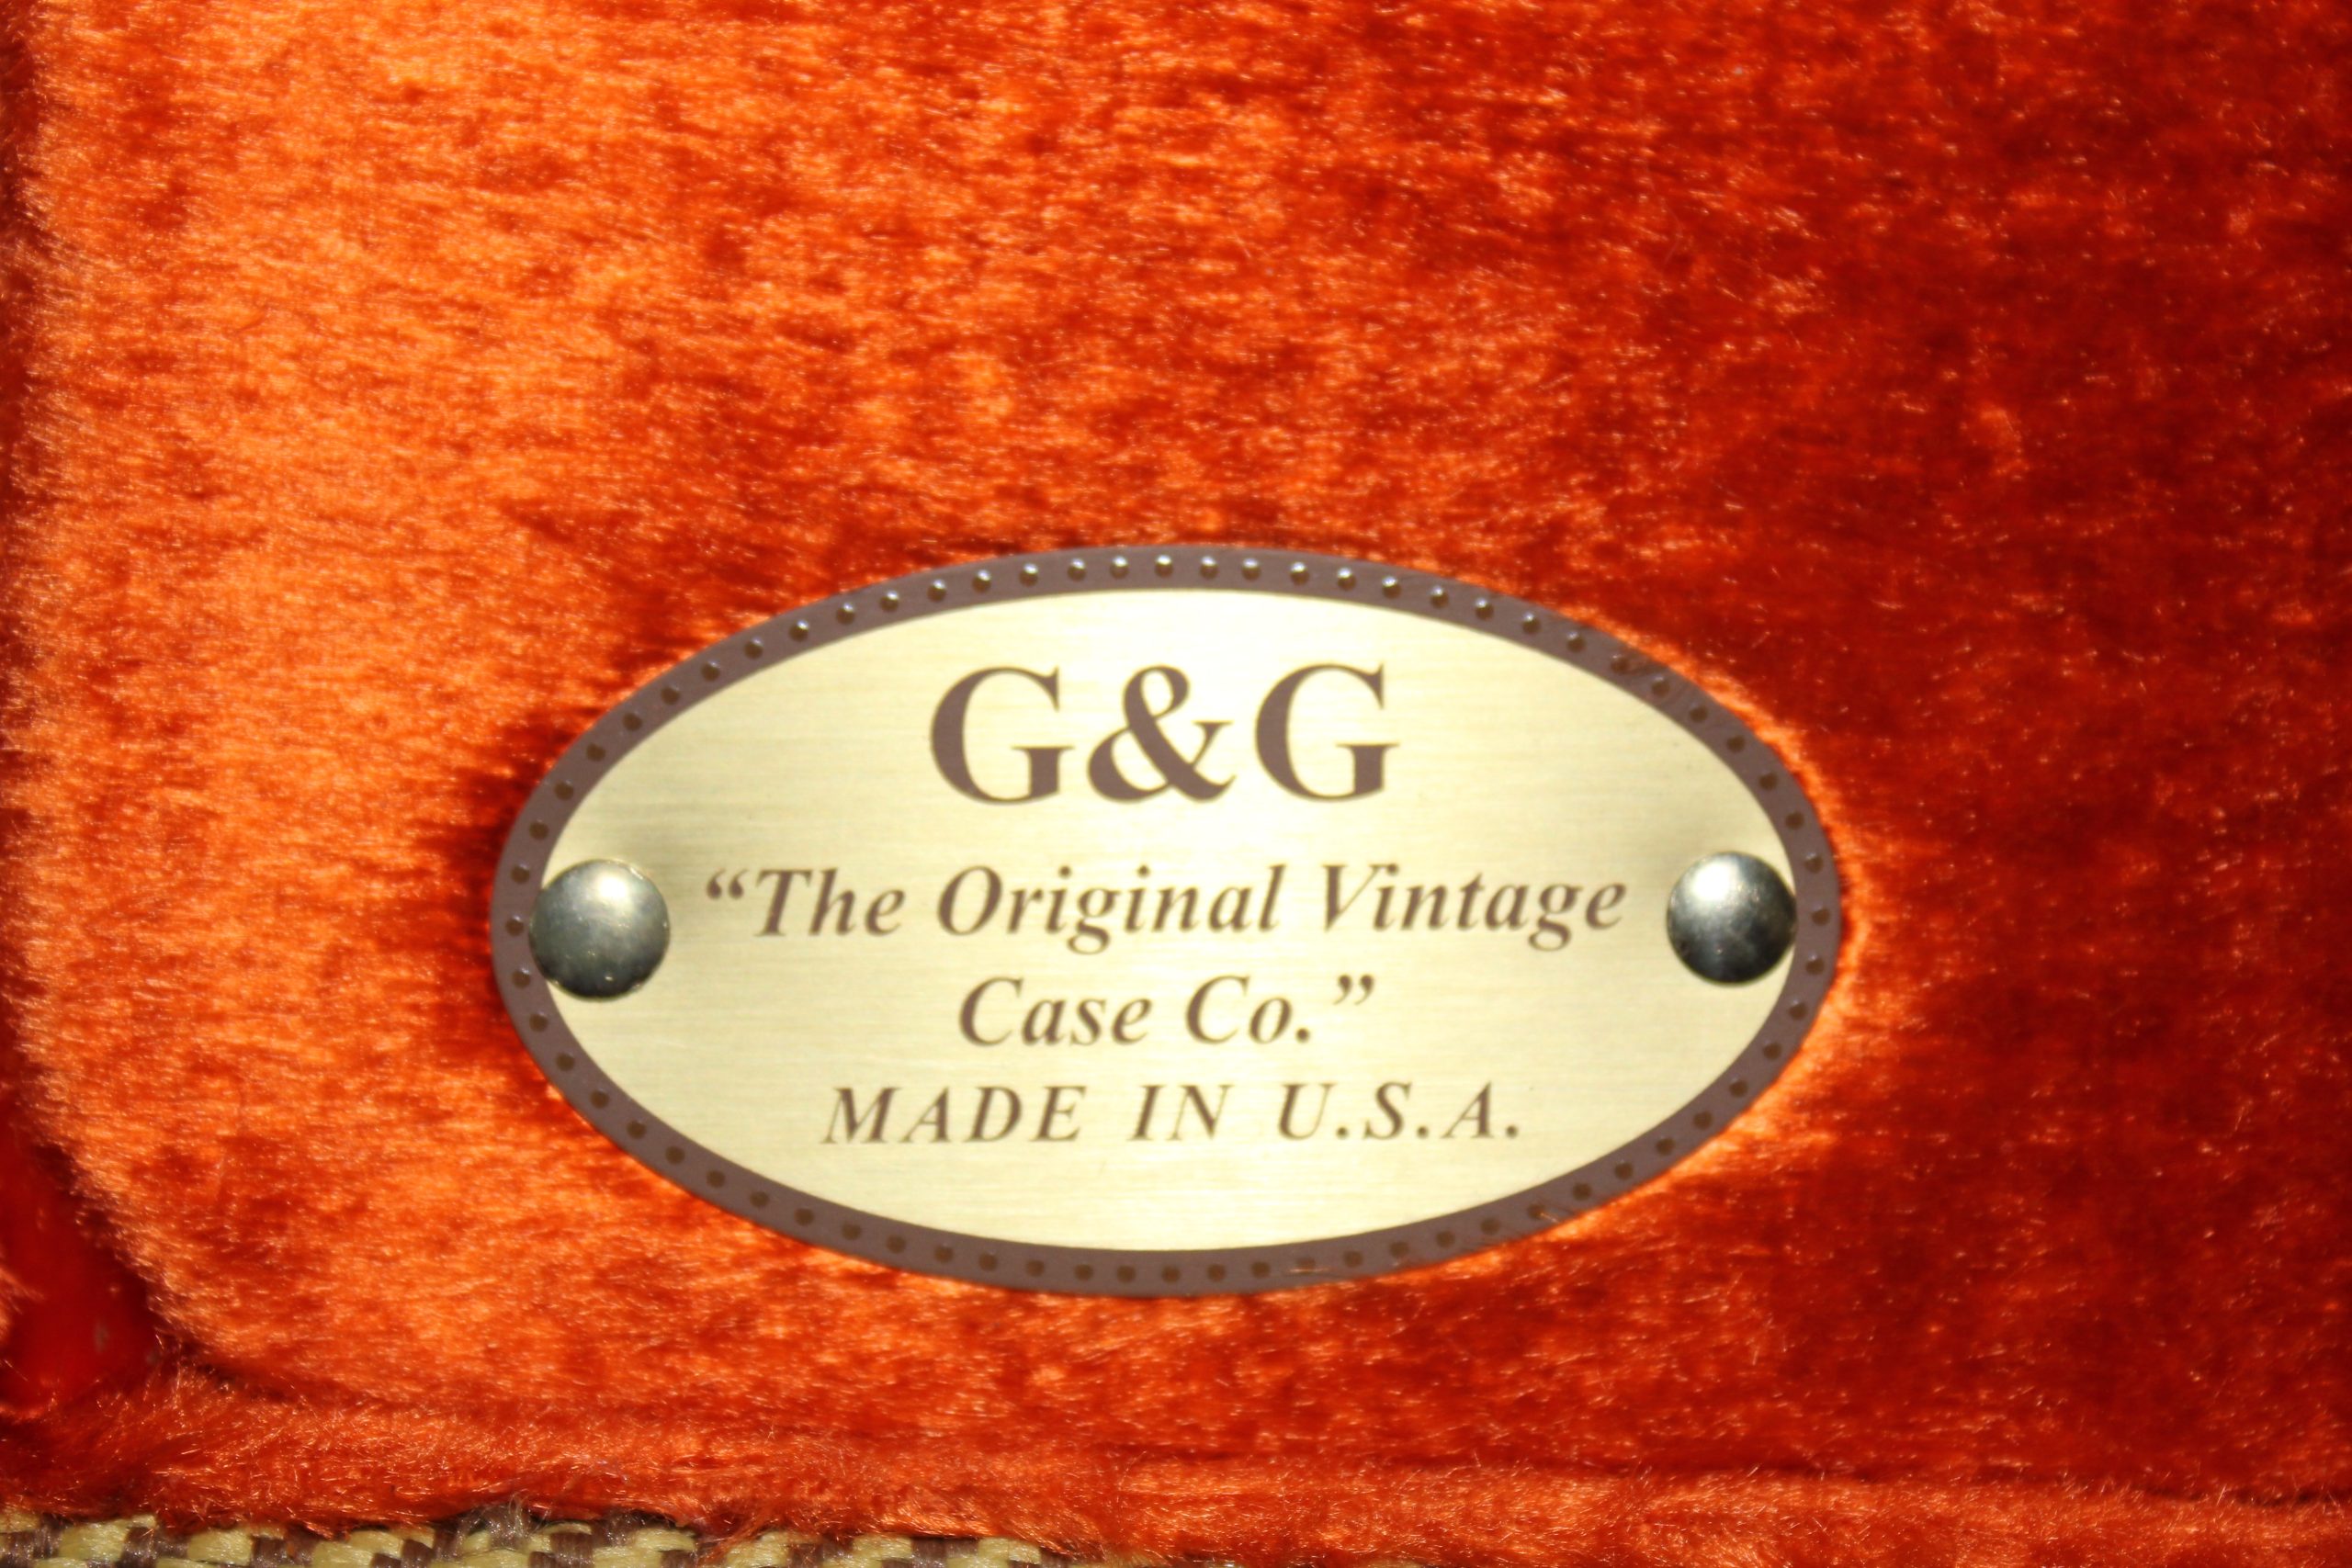 G&G
“The Original Vintage
Case Co.”
MADE IN U.S.A.